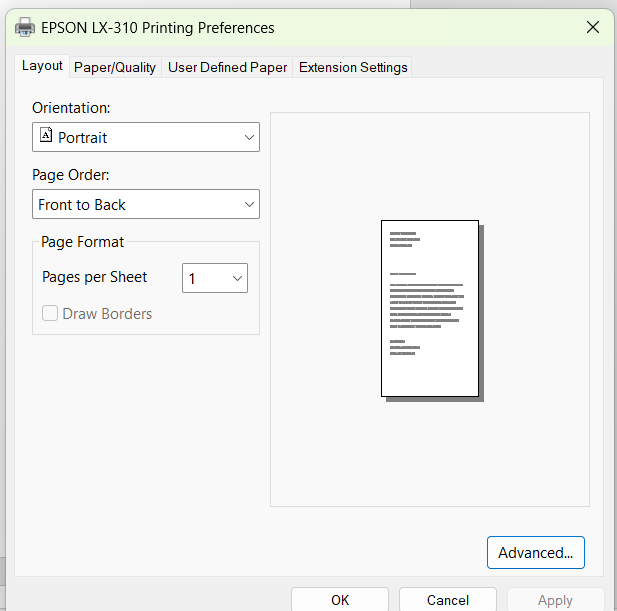 EPSON LX-310 Printing Preferences
Layout Paper/Quality User Defined Paper Extension Settings
Orientation:
A Portrait
Page Order:
Front to Back
Page Format
Pages per Sheet 1
Draw Borders
Advanced...
OK Cancel Apply